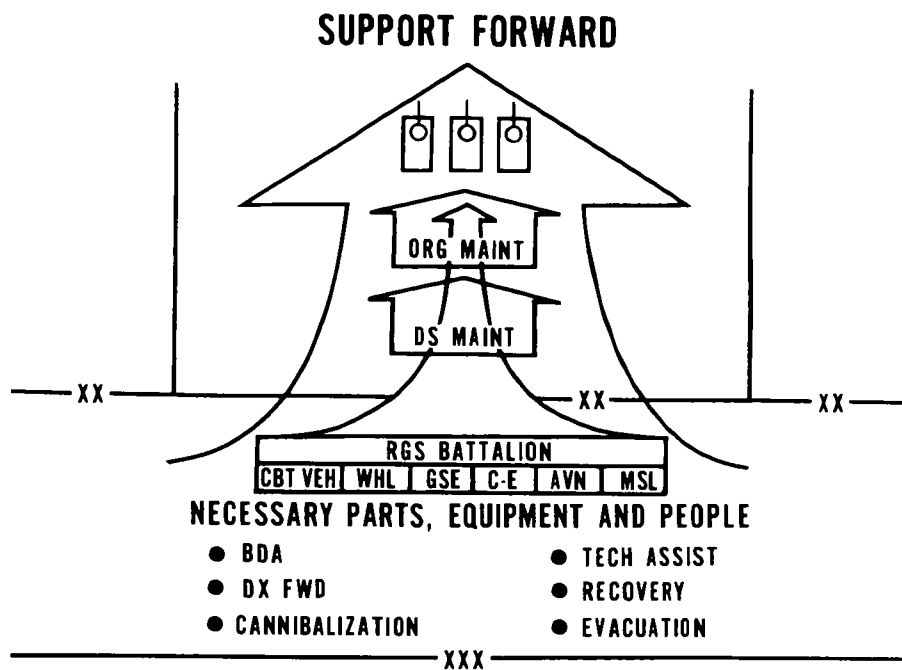 SUPPORT FORWARD
ORG MAINT
DS MAINT
XX XX XX
RGS BATTALION
CBT VEH WHL GSE C-E AVN MSL
NECESSARY PARTS, EQUIPMENT AND PEOPLE
● BDA ● TECH ASSIST
● DX FWD ● RECOVERY
● CANNIBALIZATION ● EVACUATION
XXX